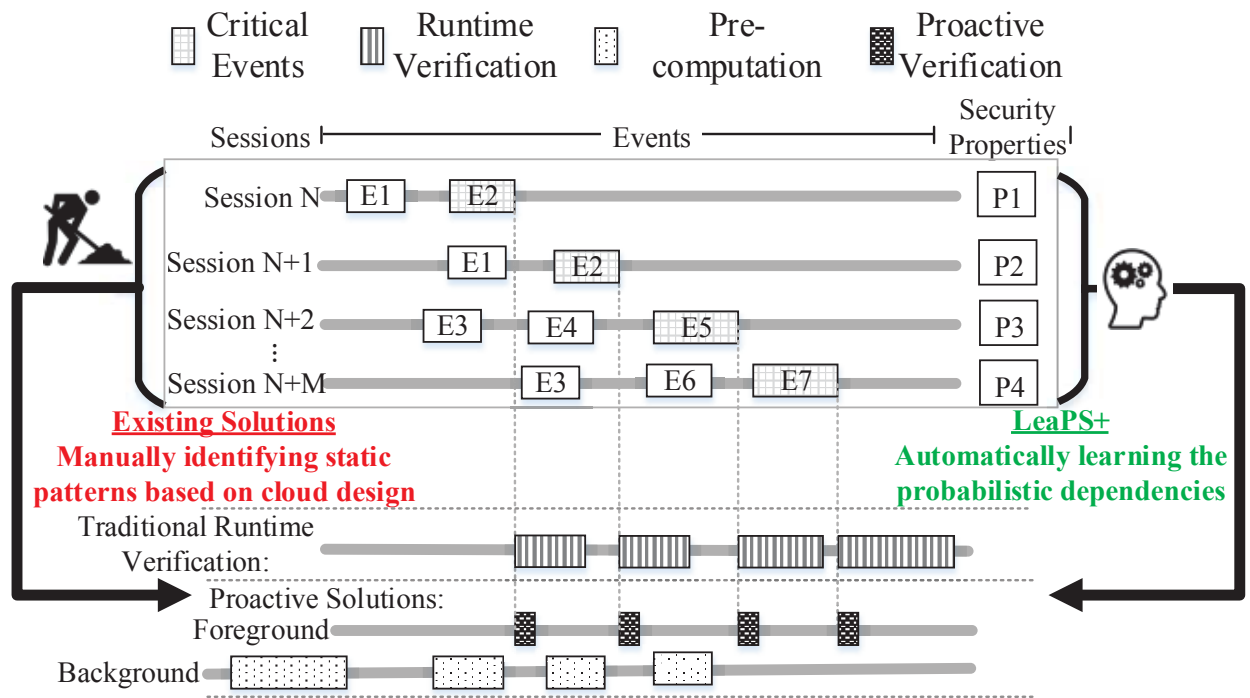 Critical Events
Runtime Verification
Pre-computation
Proactive Verification
Sessions
Events
Security Properties
Session N
E1
E2
P1
Session N+1
E1
E2
P2
Session N+2
E3
E4
E5
P3
⋮
Session N+M
E3
E6
E7
P4
Existing Solutions
Manually identifying static
patterns based on cloud design
LeaPS+
Automatically learning the
probabilistic dependencies
Traditional Runtime
Verification:
Proactive Solutions:
Foreground
Background